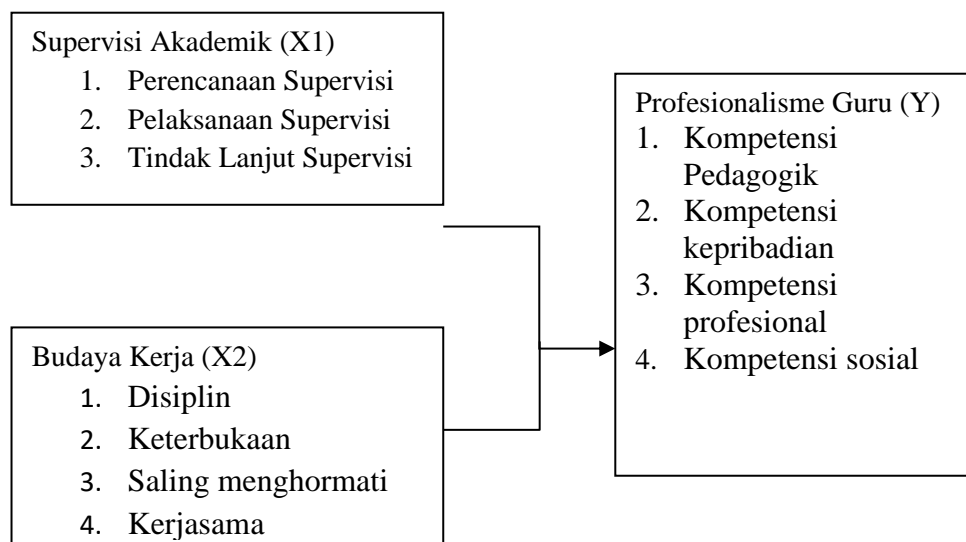 Supervisi Akademik (X1)
1. Perencanaan Supervisi
2. Pelaksanaan Supervisi
3. Tindak Lanjut Supervisi
Budaya Kerja (X2)
1. Disiplin
2. Keterbukaan
3. Saling menghormati
4. Kerjasama
Profesionalisme Guru (Y)
1. Kompetensi
Pedagogik
2. Kompetensi
kepribadian
3. Kompetensi
profesional
4. Kompetensi sosial